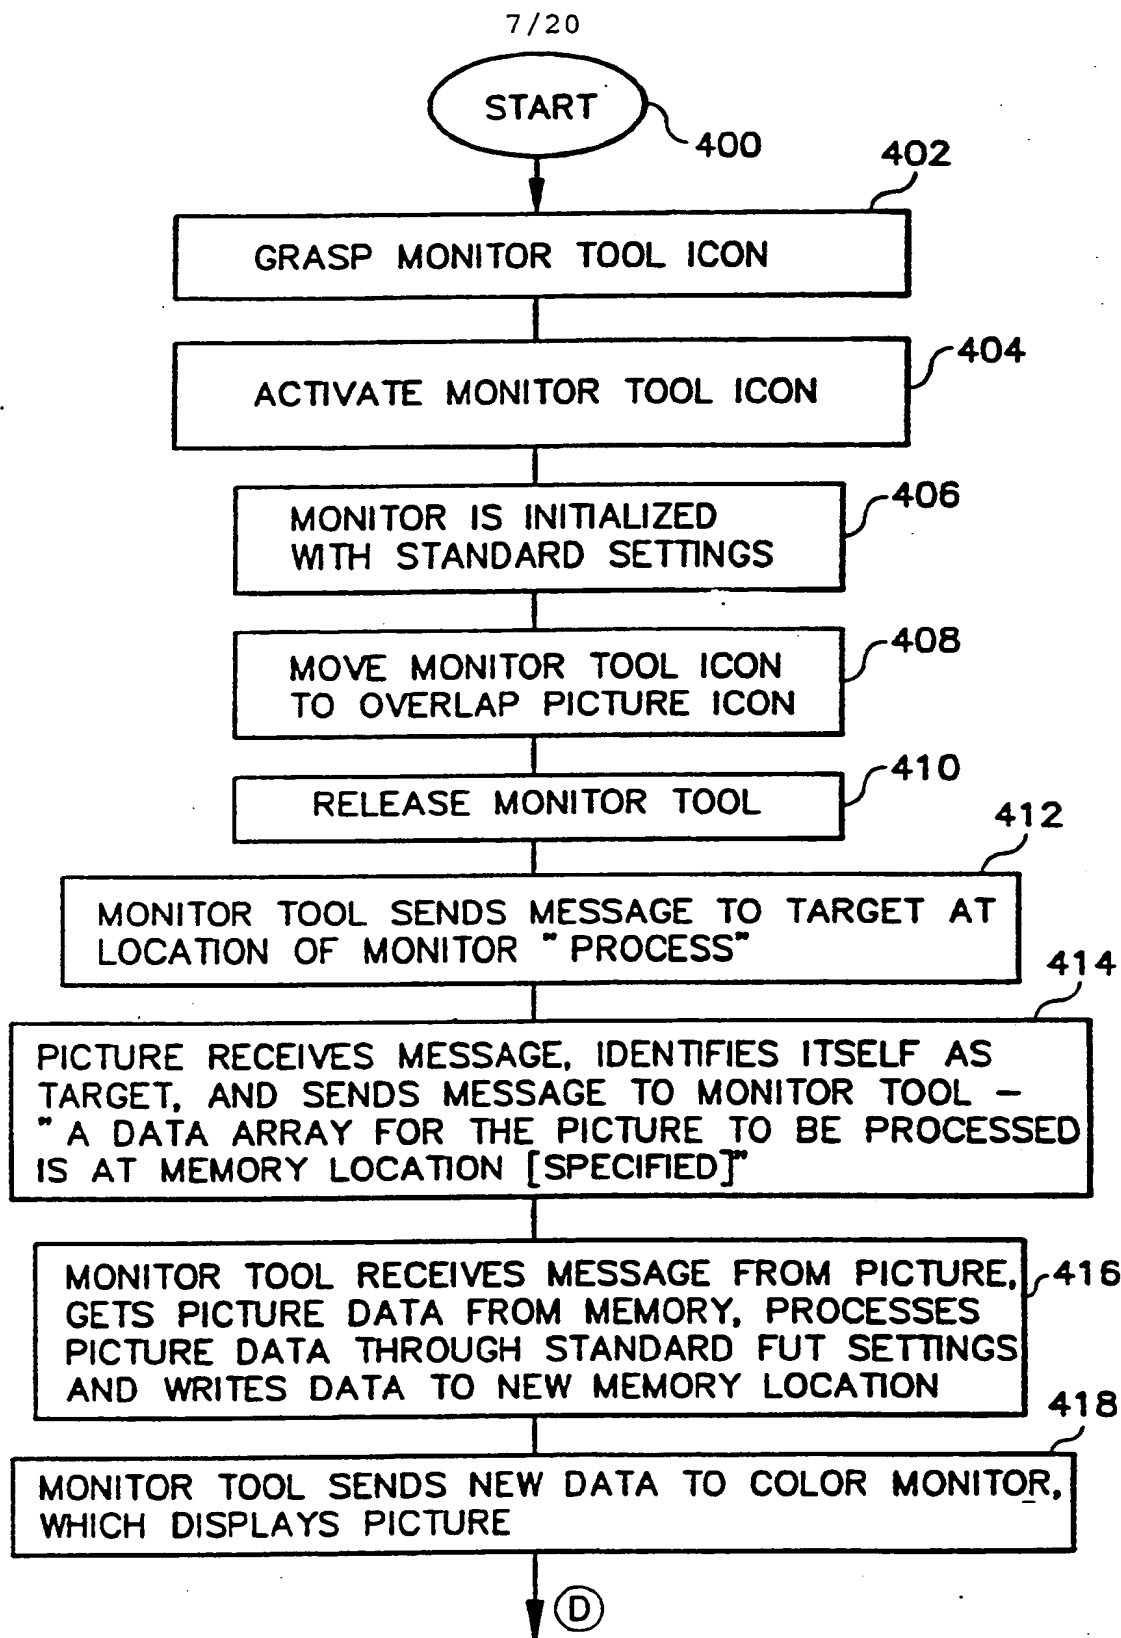 7/20
START
400
402
GRASP MONITOR TOOL ICON
404
ACTIVATE MONITOR TOOL ICON
406
MONITOR IS INITIALIZED
WITH STANDARD SETTINGS
408
MOVE MONITOR TOOL ICON
TO OVERLAP PICTURE ICON
410
RELEASE MONITOR TOOL
412
MONITOR TOOL SENDS MESSAGE TO TARGET AT
LOCATION OF MONITOR "PROCESS"
414
PICTURE RECEIVES MESSAGE, IDENTIFIES ITSELF AS
TARGET, AND SENDS MESSAGE TO MONITOR TOOL –
"A DATA ARRAY FOR THE PICTURE TO BE PROCESSED
IS AT MEMORY LOCATION [SPECIFIED]"
416
MONITOR TOOL RECEIVES MESSAGE FROM PICTURE,
GETS PICTURE DATA FROM MEMORY, PROCESSES
PICTURE DATA THROUGH STANDARD FUT SETTINGS
AND WRITES DATA TO NEW MEMORY LOCATION
418
MONITOR TOOL SENDS NEW DATA TO COLOR MONITOR,
WHICH DISPLAYS PICTURE
D